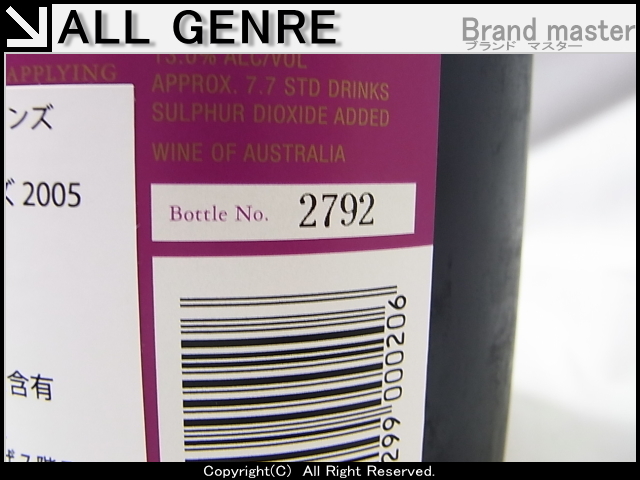 ALL GENRE
Brand master
ブランド マスター
APPLYING
13.0% ALC/VOL
APPROX. 7.7 STD DRINKS
SULPHUR DIOXIDE ADDED
WINE OF AUSTRALIA
ンズ
ズ 2005
Bottle No. 2792
含有
299 000206
Copyright(C) All Right Reserved.